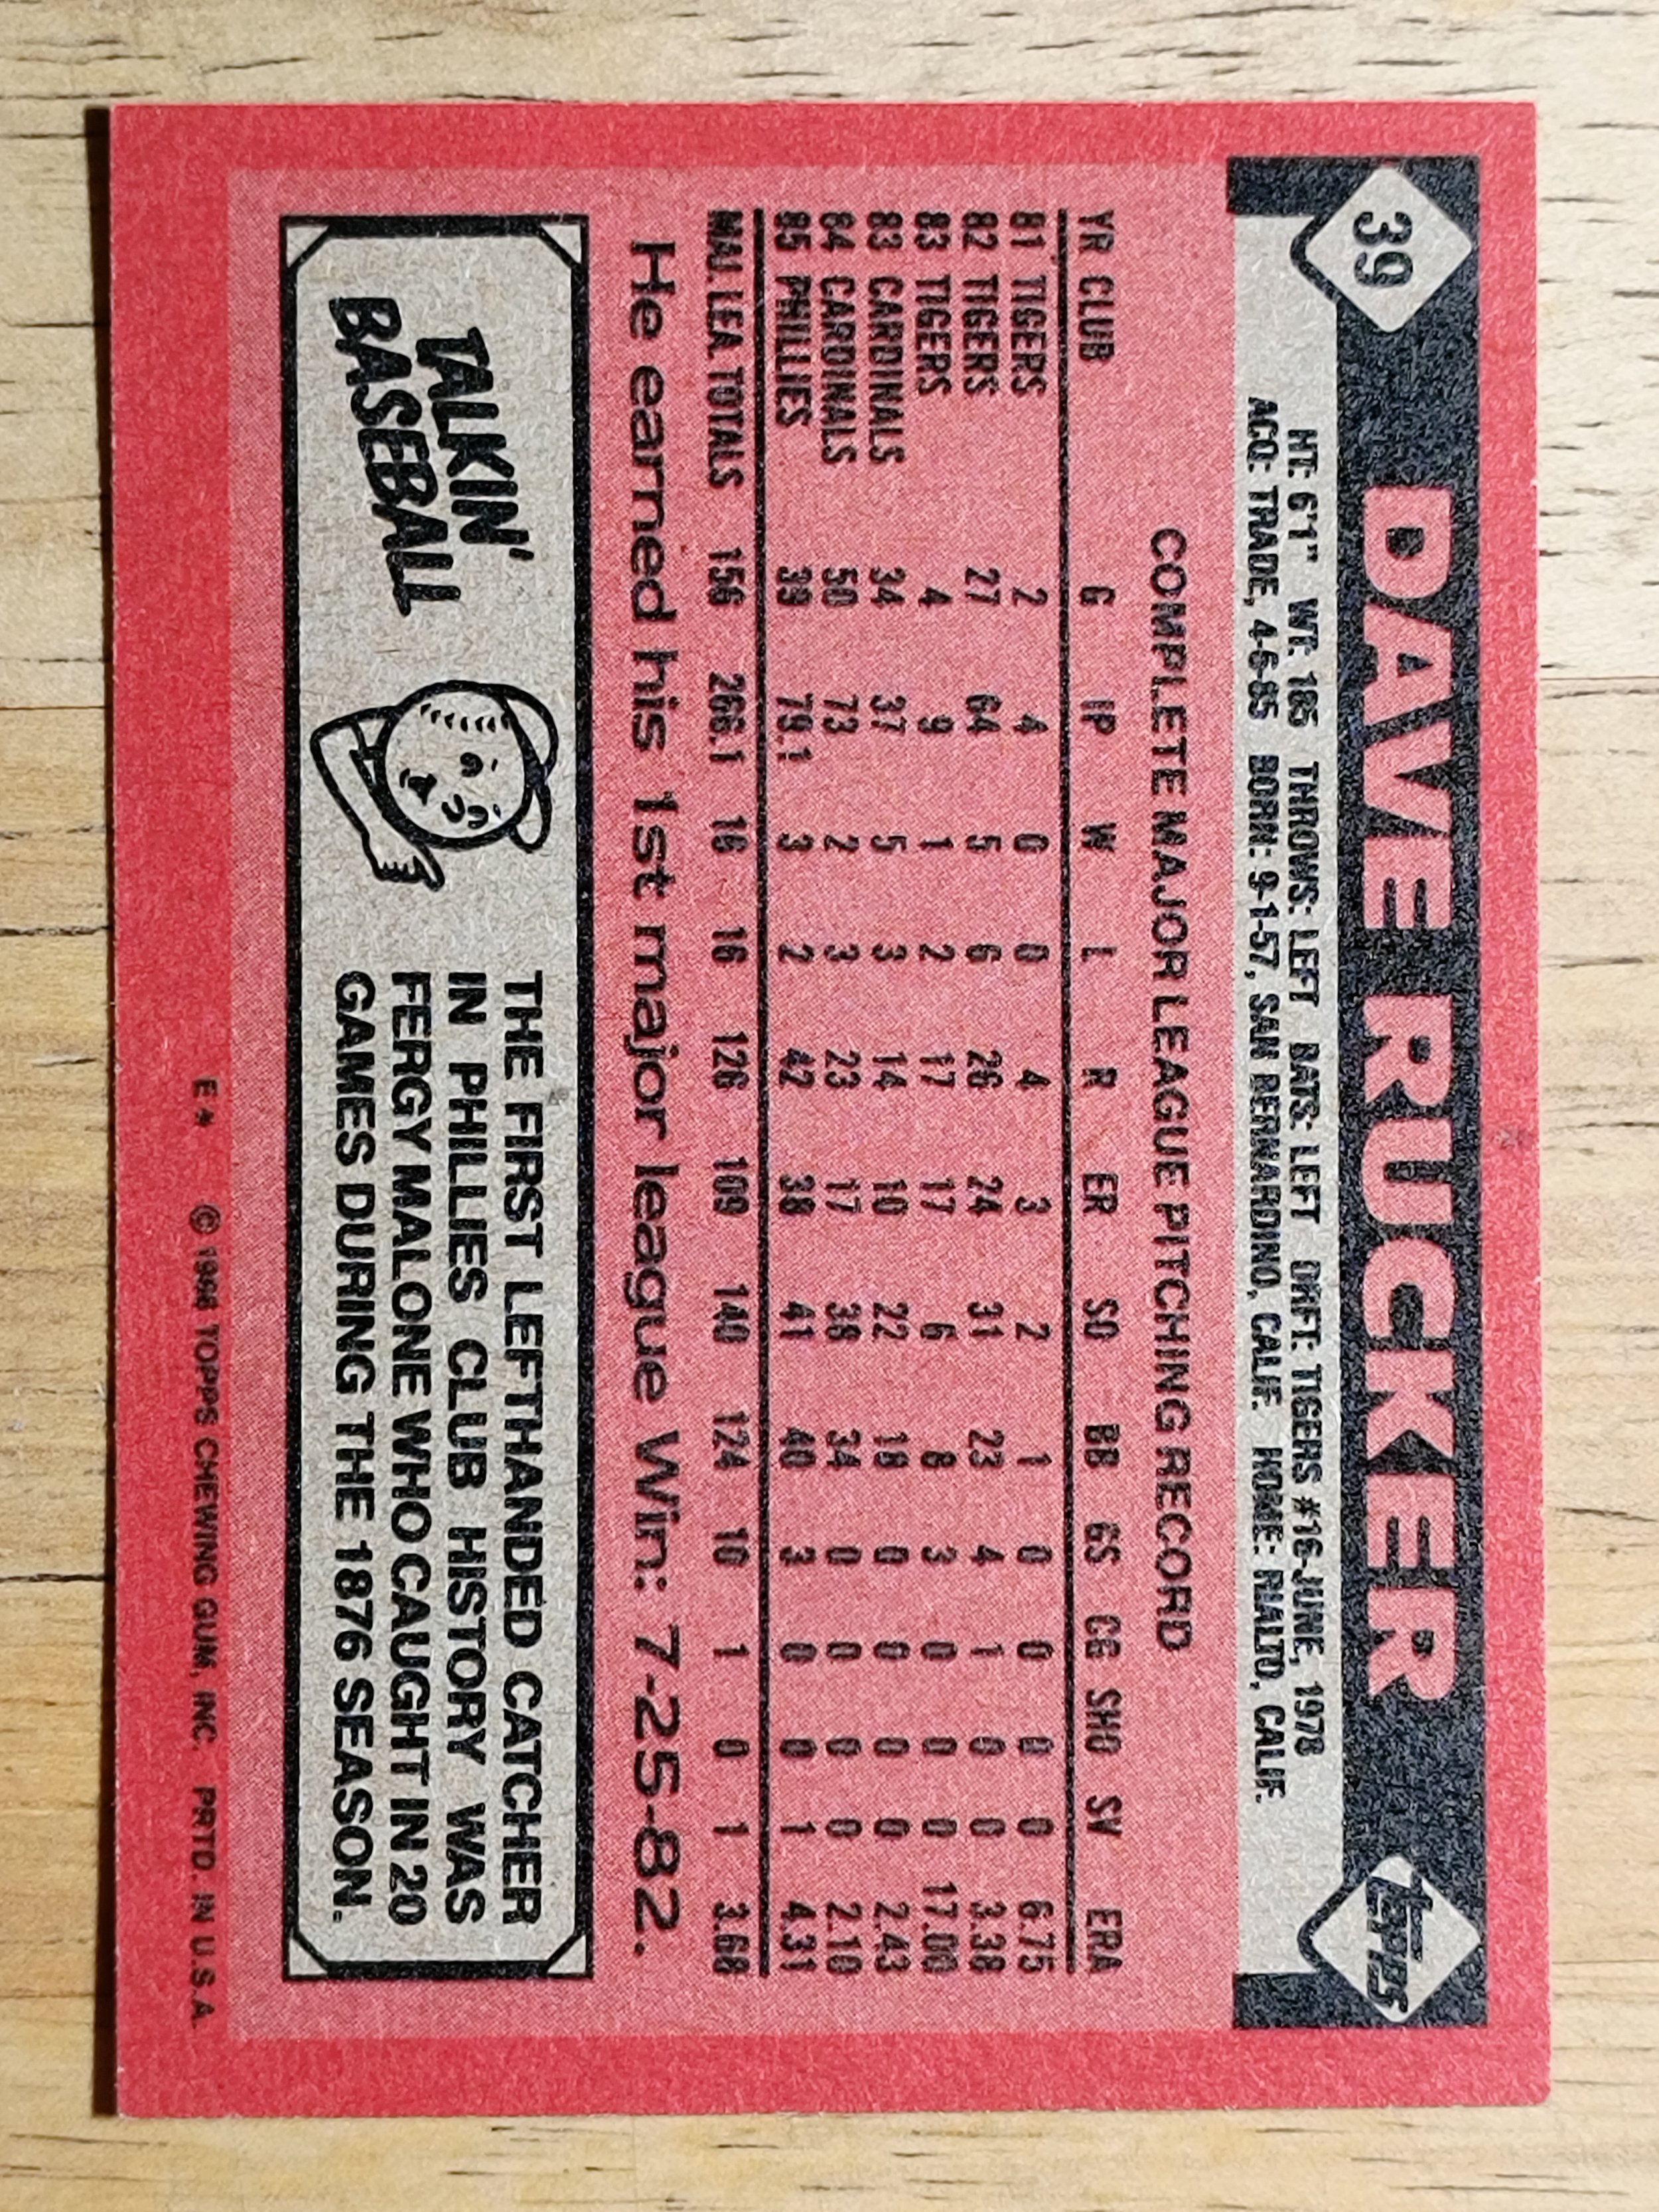 39 DAVE RUCKER topps
HT: 6'1" WT: 185 THROWS: LEFT BATS: LEFT DRFT: TIGERS #16-JUNE, 1978
ACQ: TRADE, 4-6-85 BORN: 9-1-57, SAN BERNARDINO, CALIF. HOME: RIALTO, CALIF.
COMPLETE MAJOR LEAGUE PITCHING RECORD
YR CLUB G IP W L R ER SO BB GS CG SHO SV ERA
81 TIGERS 2 4 0 0 4 3 2 1 0 0 0 0 6.75
82 TIGERS 27 64 5 6 26 24 31 23 4 1 0 0 3.38
83 TIGERS 4 9 1 2 17 17 6 8 3 0 0 0 17.00
83 CARDINALS 34 37 5 3 14 10 22 18 0 0 0 0 2.43
84 CARDINALS 50 73 2 3 23 17 38 34 0 0 0 0 2.10
85 PHILLIES 39 79.1 3 2 42 38 41 40 3 0 0 1 4.31
MAJ. LEA. TOTALS 156 266.1 16 16 126 109 140 124 10 1 0 1 3.68
He earned his 1st major league Win: 7-25-82.
TALKIN'
BASEBALL
THE FIRST LEFTHANDED CATCHER
IN PHILLIES CLUB HISTORY WAS
FERGY MALONE WHO CAUGHT IN 20
GAMES DURING THE 1876 SEASON.
E* © 1986 TOPPS CHEWING GUM, INC. PRTD. IN U.S.A.